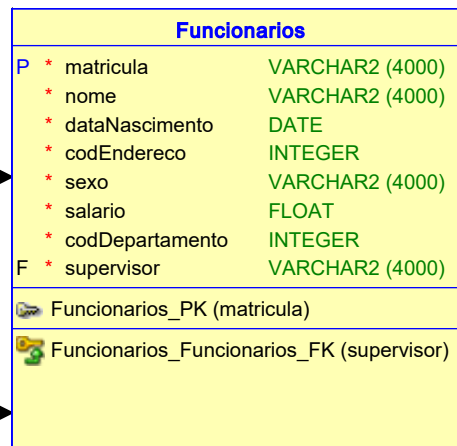 Funcionarios
P * matricula VARCHAR2 (4000)
* nome VARCHAR2 (4000)
* dataNascimento DATE
* codEndereco INTEGER
* sexo VARCHAR2 (4000)
* salario FLOAT
* codDepartamento INTEGER
F * supervisor VARCHAR2 (4000)
Funcionarios_PK (matricula)
Funcionarios_Funcionarios_FK (supervisor)